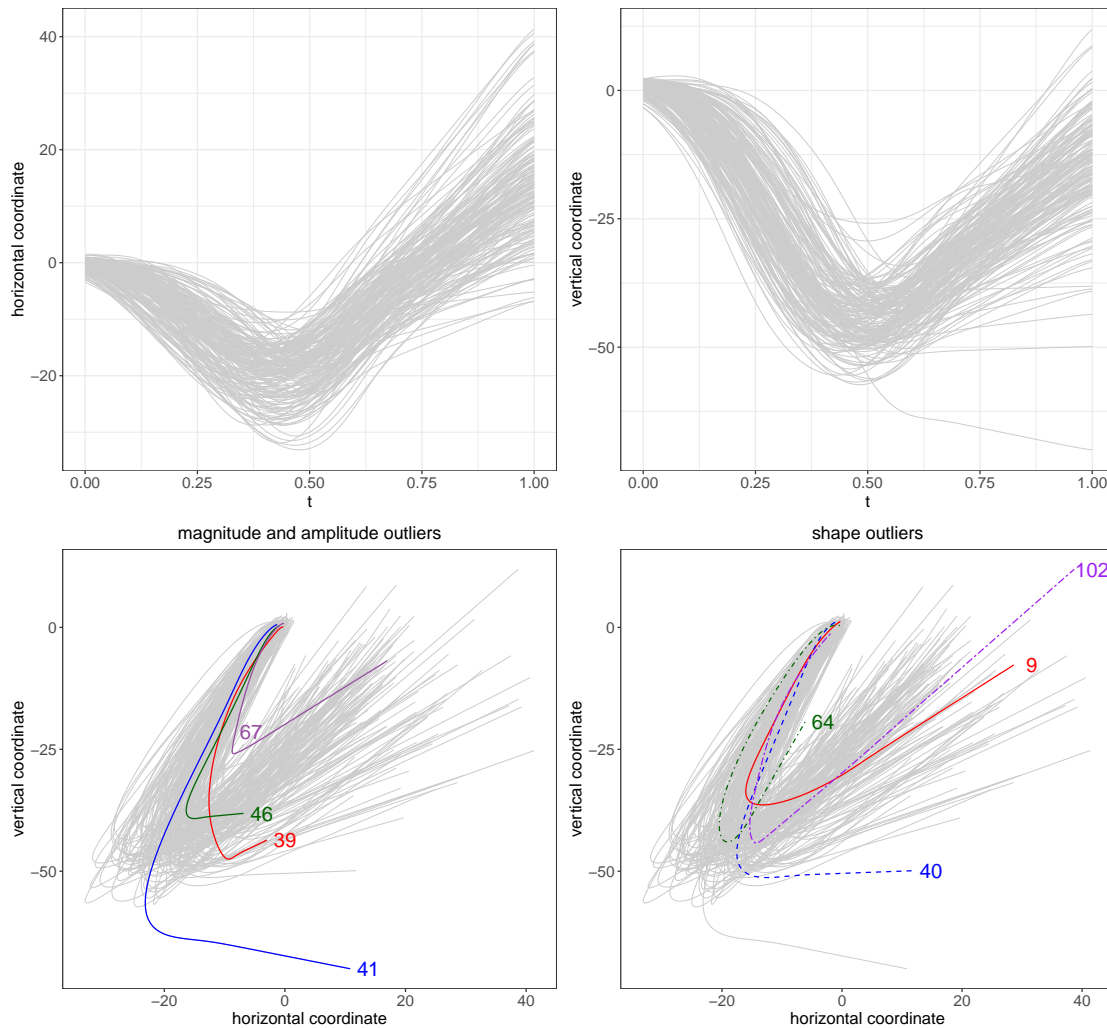 40
20
0
−20
horizontal coordinate
0.00 0.25 0.50 0.75 1.00
t
0
−25
−50
vertical coordinate
0.00 0.25 0.50 0.75 1.00
t
magnitude and amplitude outliers
0
−25
−50
vertical coordinate
67
46
39
41
−20 0 20 40
horizontal coordinate
shape outliers
0
−25
−50
vertical coordinate
102
9
64
40
−20 0 20 40
horizontal coordinate